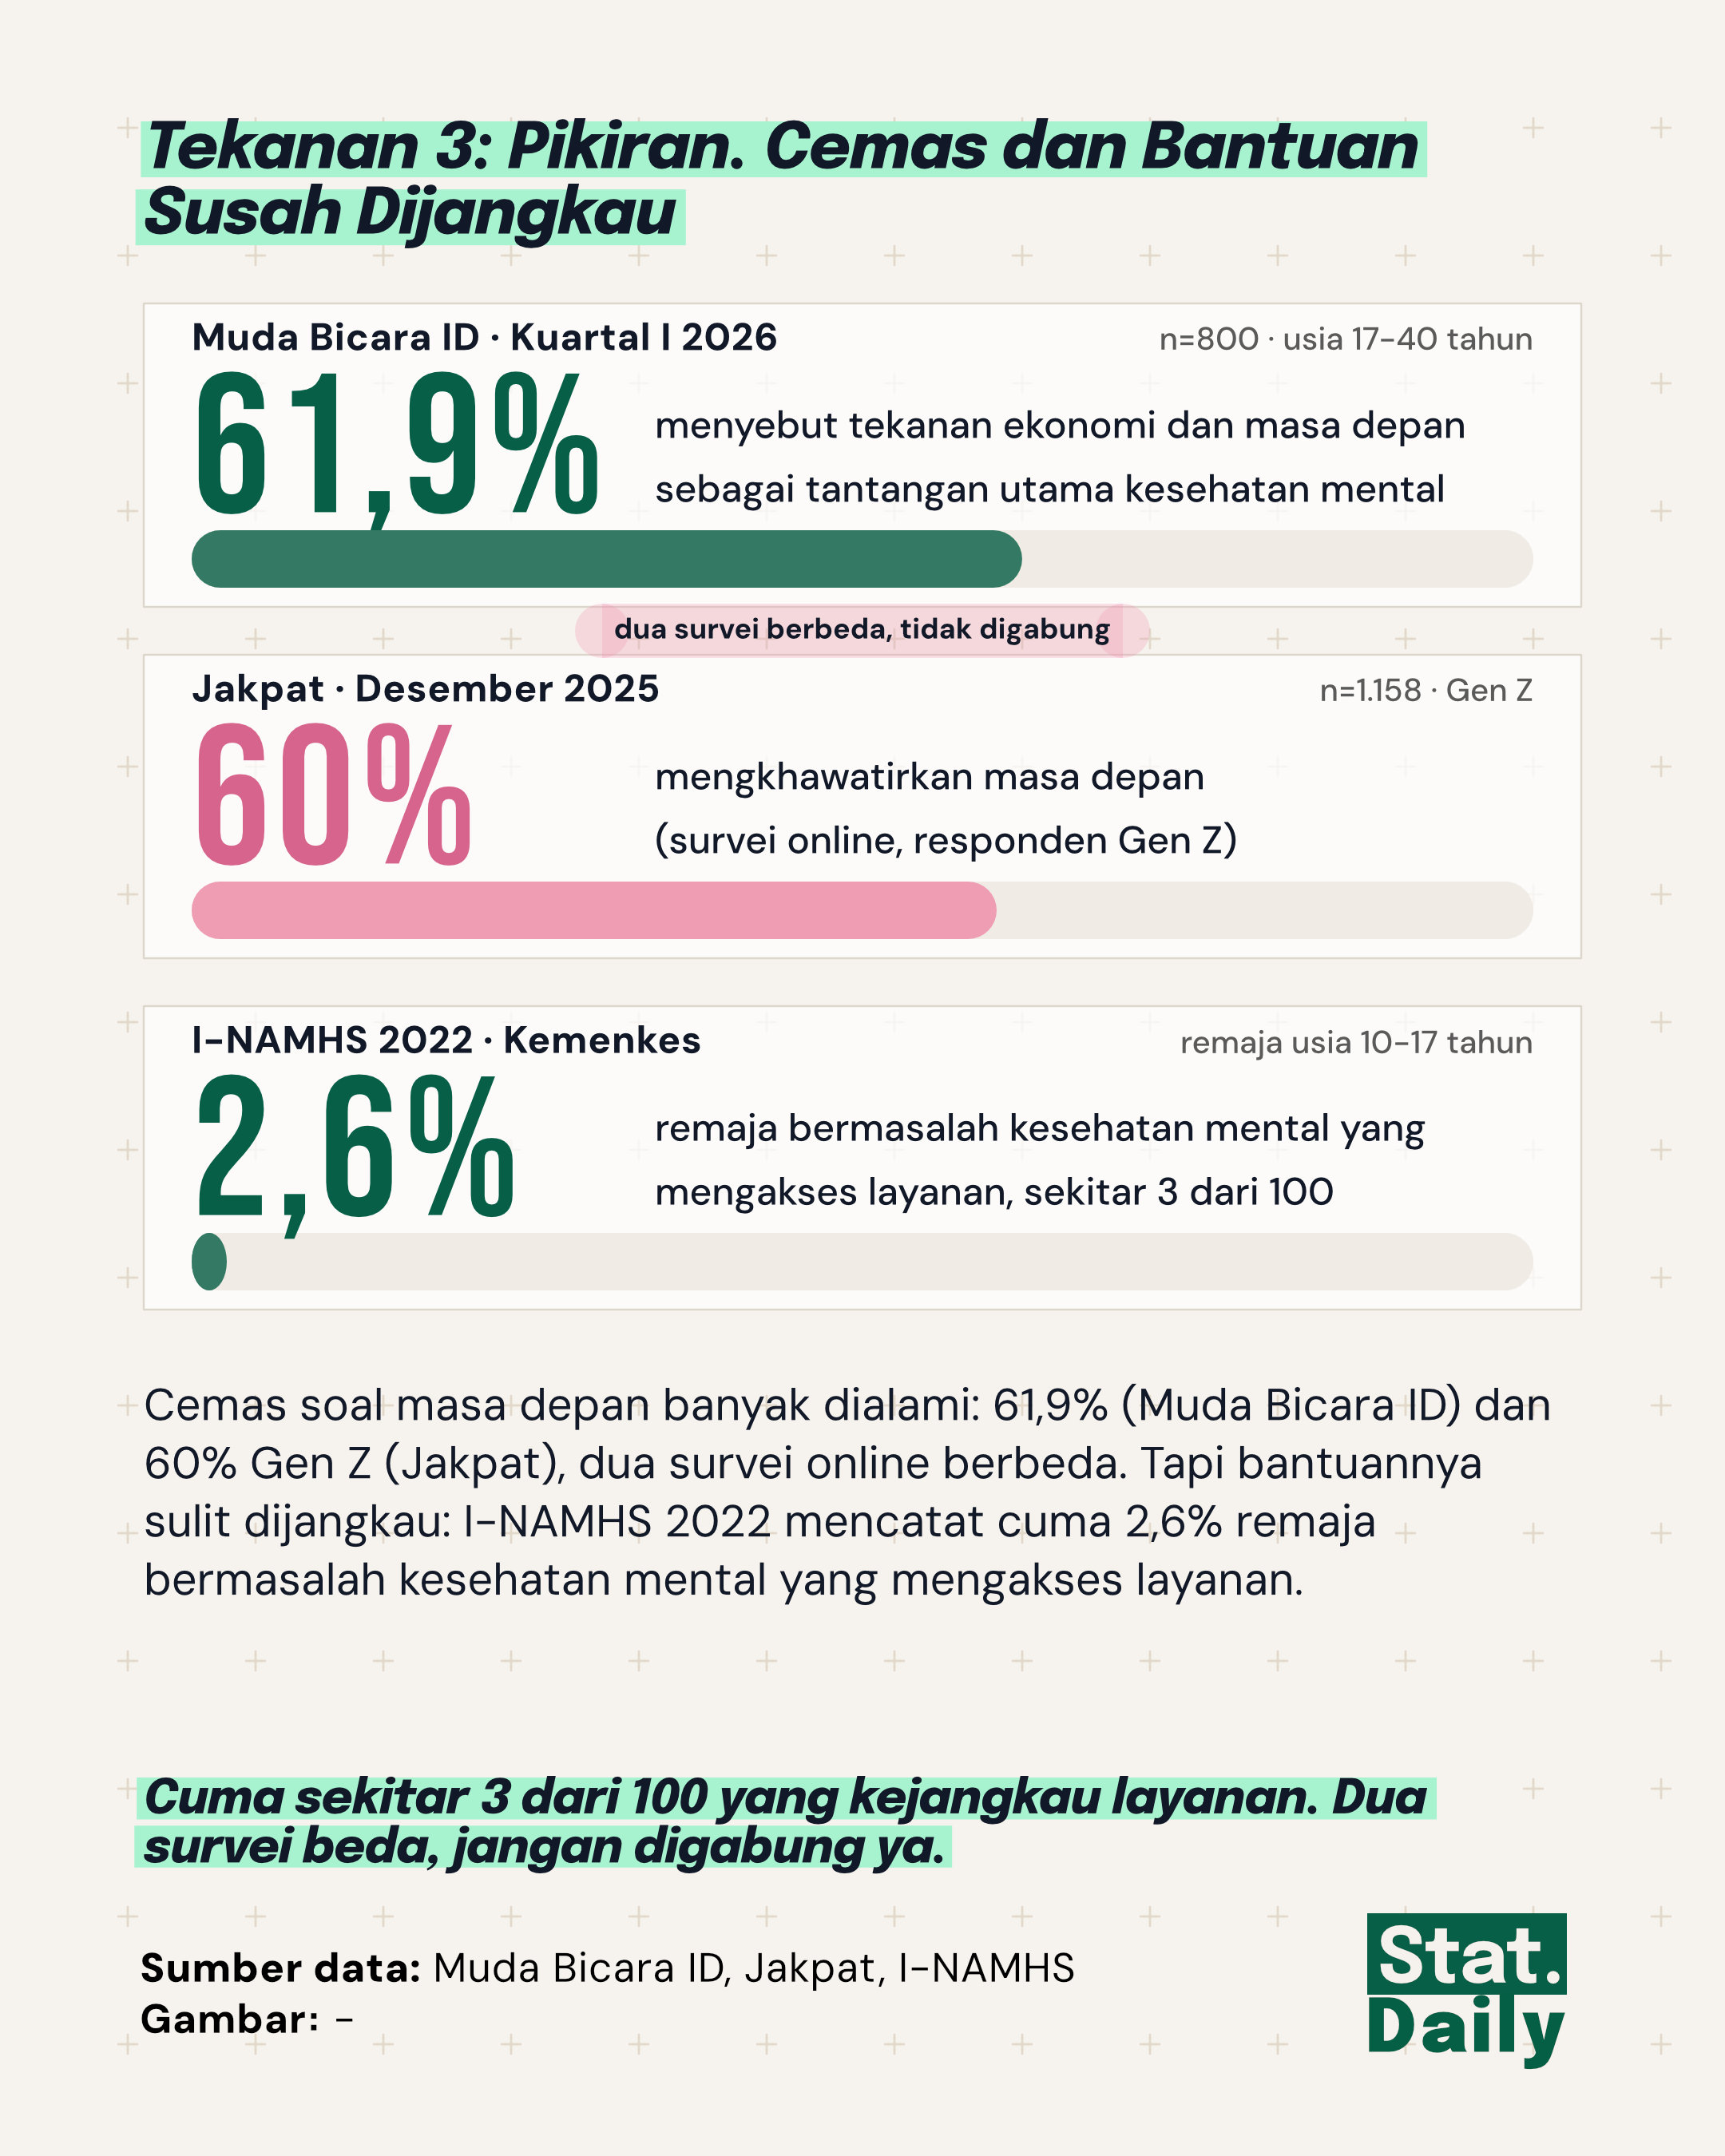 Tekanan 3: Pikiran. Cemas dan Bantuan
Susah Dijangkau
Muda Bicara ID · Kuartal I 2026
n=800 · usia 17–40 tahun
61,9%
menyebut tekanan ekonomi dan masa depan
sebagai tantangan utama kesehatan mental
dua survei berbeda, tidak digabung
Jakpat · Desember 2025
n=1.158 · Gen Z
60%
mengkhawatirkan masa depan
(survei online, responden Gen Z)
I-NAMHS 2022 · Kemenkes
remaja usia 10–17 tahun
2,6%
remaja bermasalah kesehatan mental yang
mengakses layanan, sekitar 3 dari 100
Cemas soal masa depan banyak dialami: 61,9% (Muda Bicara ID) dan
60% Gen Z (Jakpat), dua survei online berbeda. Tapi bantuannya
sulit dijangkau: I-NAMHS 2022 mencatat cuma 2,6% remaja
bermasalah kesehatan mental yang mengakses layanan.
Cuma sekitar 3 dari 100 yang kejangkau layanan. Dua
survei beda, jangan digabung ya.
Sumber data: Muda Bicara ID, Jakpat, I-NAMHS
Gambar: -
Stat.
Daily